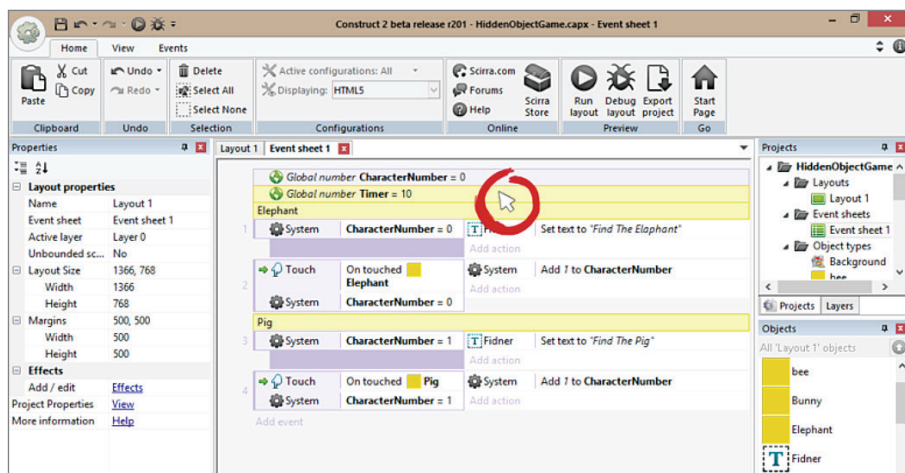 Construct 2 beta release r201 - HiddenObjectGame.capx - Event sheet 1
Home View Events
Paste
Cut
Copy
Clipboard
Undo
Redo
Undo
Delete
Select All
Select None
Selection
Active configurations: All
Displaying: HTML5
Configurations
Scirra.com
Forums
Help
Scirra Store
Online
Run layout
Debug layout
Export project
Preview
Start Page
Go
Properties
Layout properties
Name Layout 1
Event sheet Event sheet 1
Active layer Layer 0
Unbounded sc... No
Layout Size 1366, 768
Width 1366
Height 768
Margins 500, 500
Width 500
Height 500
Effects
Add / edit Effects
Project Properties View
More information Help
Layout 1 Event sheet 1
Global number CharacterNumber = 0
Global number Timer = 10
Elephant
1 System CharacterNumber = 0 T Set text to "Find The Elaphant"
Add action
2 Touch On touched Elephant System Add 1 to CharacterNumber
Add action
System CharacterNumber = 0
Pig
3 System CharacterNumber = 1 T Fidner Set text to "Find The Pig"
Add action
4 Touch On touched Pig System Add 1 to CharacterNumber
System CharacterNumber = 1 Add action
Add event
Projects
HiddenObjectGame
Layouts
Layout 1
Event sheets
Event sheet 1
Object types
Background
bee
Projects Layers
Objects
All 'Layout 1' objects
bee
Bunny
Elephant
T Fidner